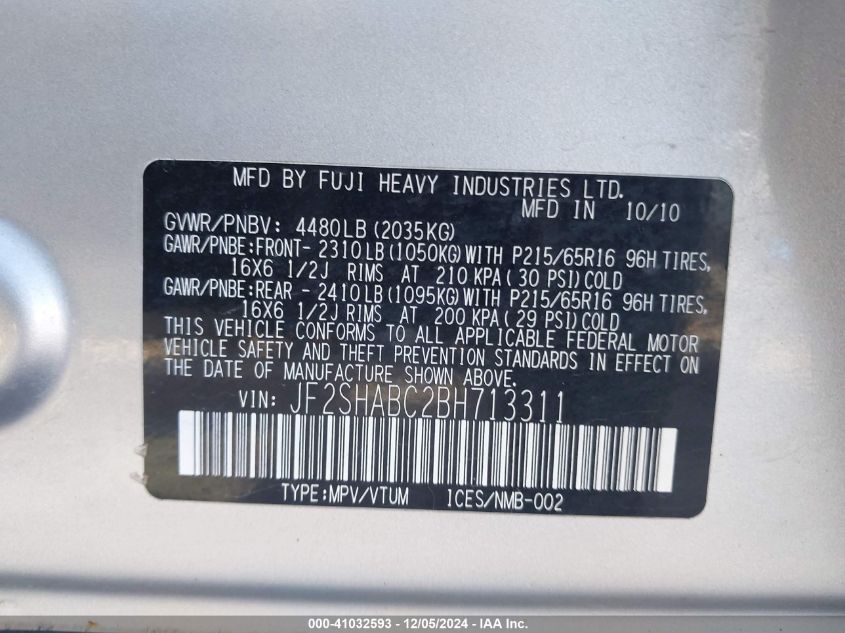 MFD BY FUJI HEAVY INDUSTRIES LTD.
MFD IN 10/10
GVWR/PNBV: 4480LB (2035KG)
GAWR/PNBE:FRONT- 2310LB (1050KG) WITH P215/65R16 96H TIRES,
16X6 1/2J RIMS AT 210 KPA ( 30 PSI) COLD
GAWR/PNBE:REAR - 2410LB (1095KG) WITH P215/65R16 96H TIRES,
16X6 1/2J RIMS AT 200 KPA ( 29 PSI) COLD
THIS VEHICLE CONFORMS TO ALL APPLICABLE FEDERAL MOTOR
VEHICLE SAFETY AND THEFT PREVENTION STANDARDS IN EFFECT ON
THE DATE OF MANUFACTURE SHOWN ABOVE.
VIN: JF2SHABC2BH713311
TYPE:MPV/VTUM ICES/NMB-002
000-41032593 - 12/05/2024 - IAA Inc.